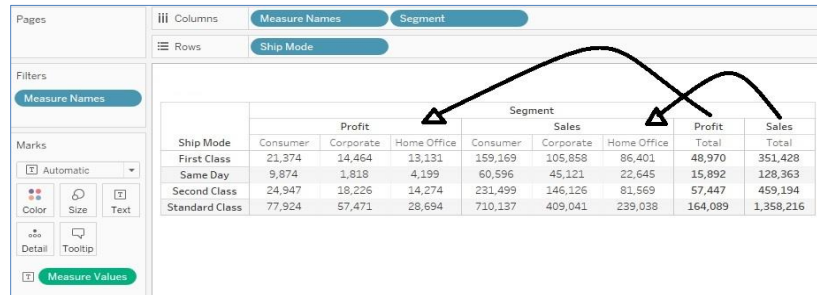 Pages
iii Columns Measure Names Segment
Rows Ship Mode
Filters
Measure Names
Marks
T Automatic
Color Size Text
Detail Tooltip
T Measure Values
Segment
Profit Sales Profit Sales
Ship Mode Consumer Corporate Home Office Consumer Corporate Home Office Total Total
First Class 21,374 14,464 13,131 159,169 105,858 86,401 48,970 351,428
Same Day 9,874 1,818 4,199 60,596 45,121 22,645 15,892 128,363
Second Class 24,947 18,226 14,274 231,499 146,126 81,569 57,447 459,194
Standard Class 77,924 57,471 28,694 710,137 409,041 239,038 164,089 1,358,216